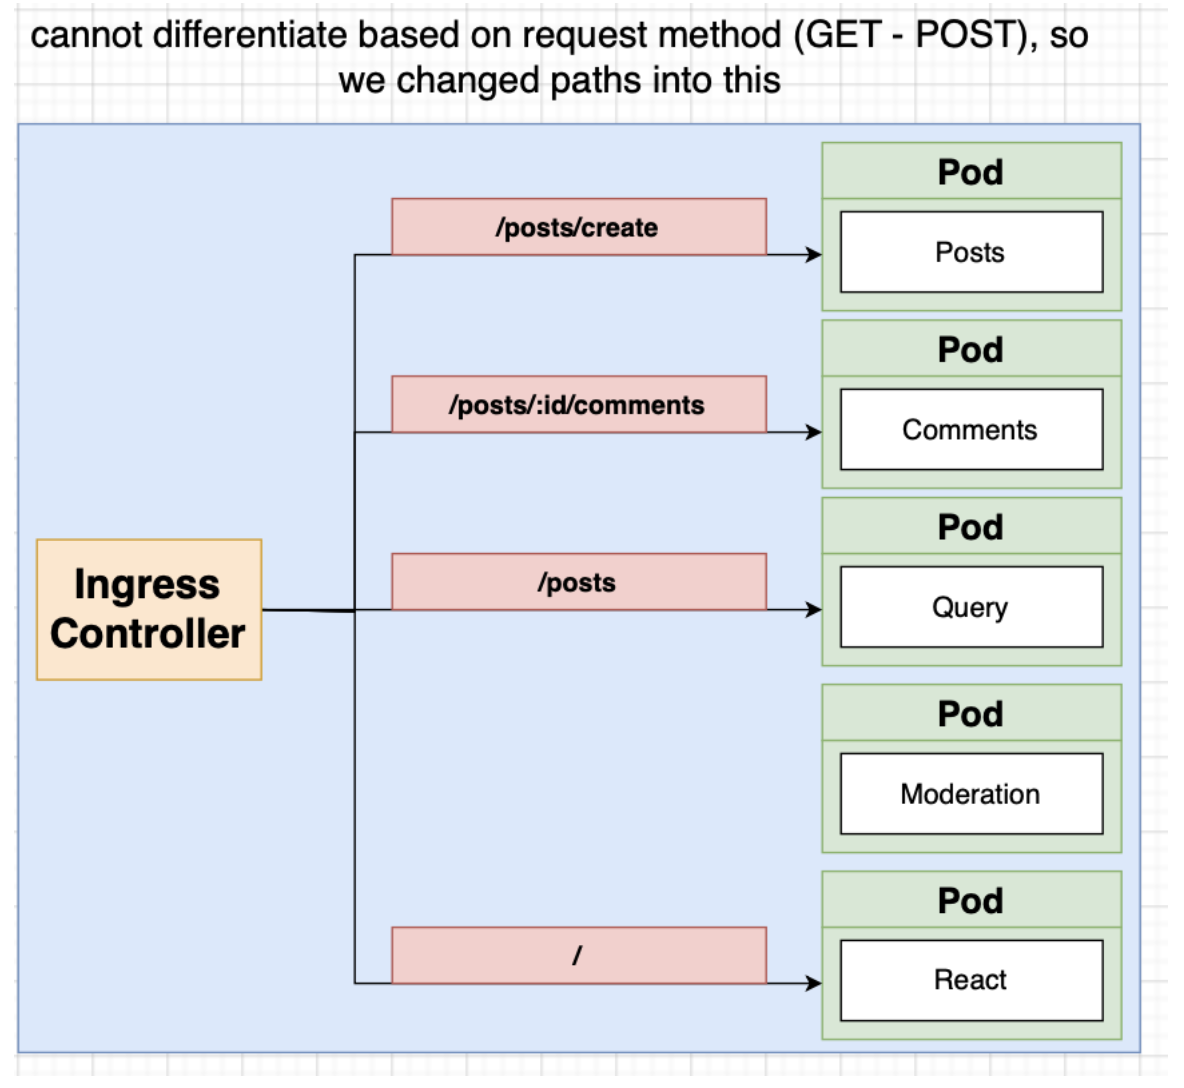 cannot differentiate based on request method (GET - POST), so
we changed paths into this
Pod
/posts/create
Posts
Pod
/posts/:id/comments
Comments
Pod
/posts
Query
Ingress
Controller
Pod
Moderation
Pod
/
React